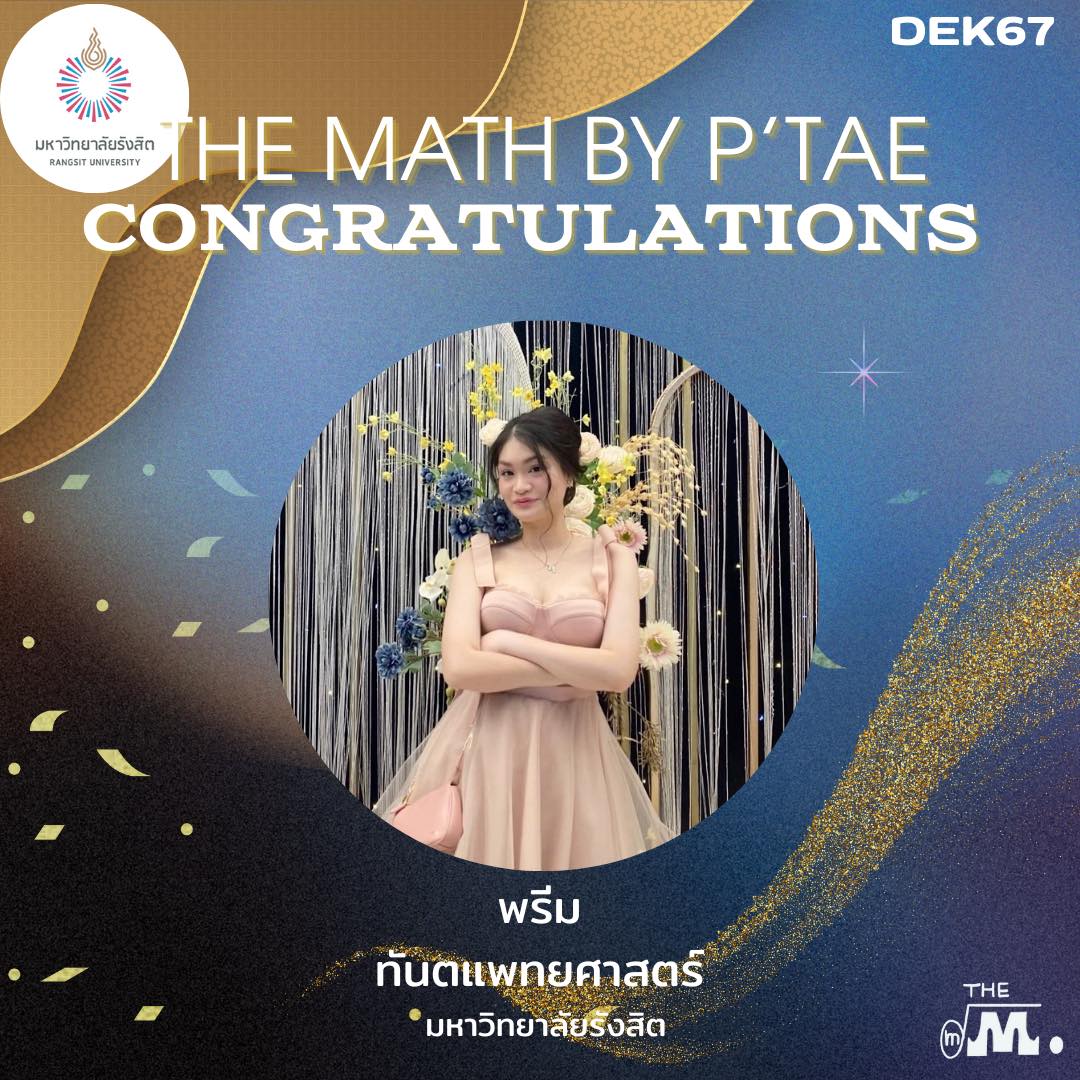 DEK67
มหาวิทยาลัยรังสิต
RANGSIT UNIVERSITY
THE MATH BY P'TAE
CONGRATULATIONS
พรีม
ทันตแพทยศาสตร์
มหาวิทยาลัยรังสิต
THE
m M.